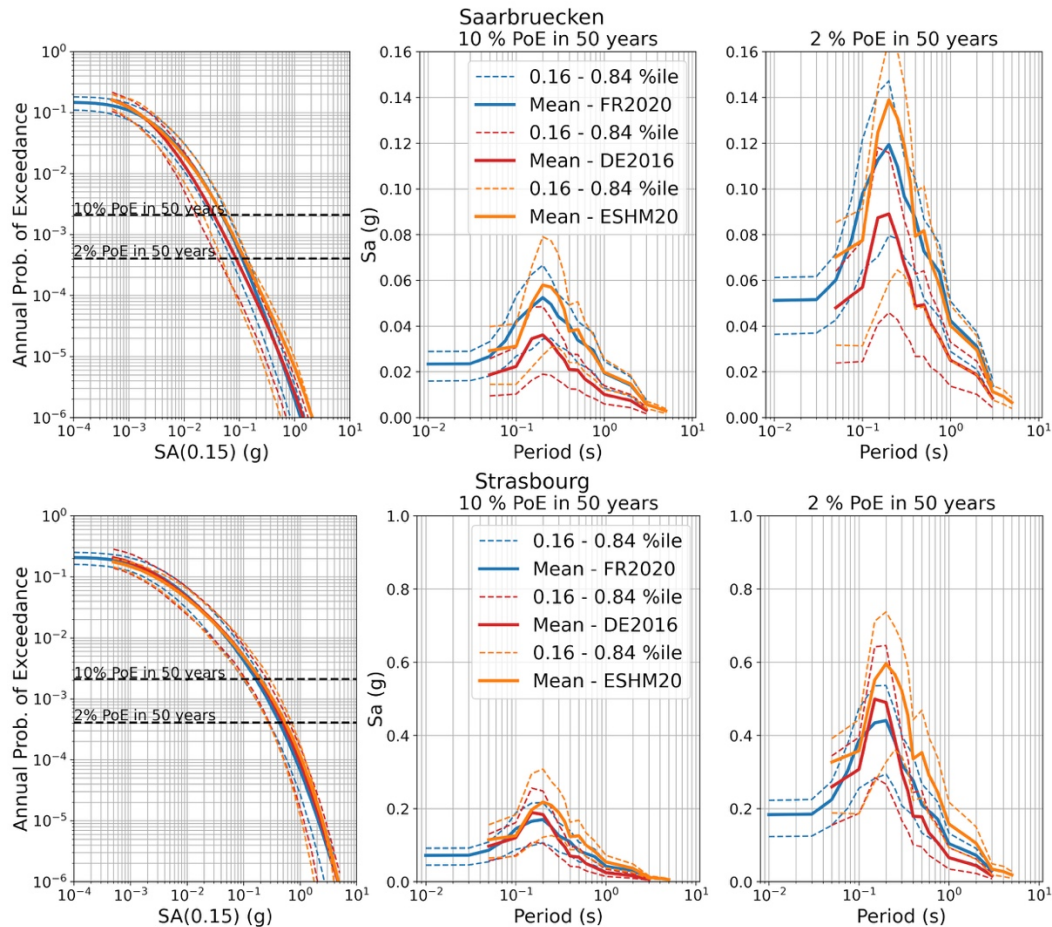 Saarbruecken
10 % PoE in 50 years
2 % PoE in 50 years
10⁰
10⁻¹
10⁻²
10⁻³
10⁻⁴
10⁻⁵
10⁻⁶
Annual Prob. of Exceedance
10% PoE in 50 years
2% PoE in 50 years
10⁻⁴ 10⁻³ 10⁻² 10⁻¹ 10⁰ 10¹
SA(0.15) (g)
0.16
0.14
0.12
0.10
0.08
0.06
0.04
0.02
0.00
Sa (g)
0.16 - 0.84 %ile
Mean - FR2020
0.16 - 0.84 %ile
Mean - DE2016
0.16 - 0.84 %ile
Mean - ESHM20
10⁻² 10⁻¹ 10⁰ 10¹
Period (s)
0.16
0.14
0.12
0.10
0.08
0.06
0.04
0.02
0.00
10⁻² 10⁻¹ 10⁰ 10¹
Period (s)
Strasbourg
10 % PoE in 50 years
2 % PoE in 50 years
10⁰
10⁻¹
10⁻²
10⁻³
10⁻⁴
10⁻⁵
10⁻⁶
Annual Prob. of Exceedance
10% PoE in 50 years
2% PoE in 50 years
10⁻⁴ 10⁻³ 10⁻² 10⁻¹ 10⁰ 10¹
SA(0.15) (g)
1.0
0.8
0.6
0.4
0.2
0.0
Sa (g)
0.16 - 0.84 %ile
Mean - FR2020
0.16 - 0.84 %ile
Mean - DE2016
0.16 - 0.84 %ile
Mean - ESHM20
10⁻² 10⁻¹ 10⁰ 10¹
Period (s)
1.0
0.8
0.6
0.4
0.2
0.0
10⁻² 10⁻¹ 10⁰ 10¹
Period (s)